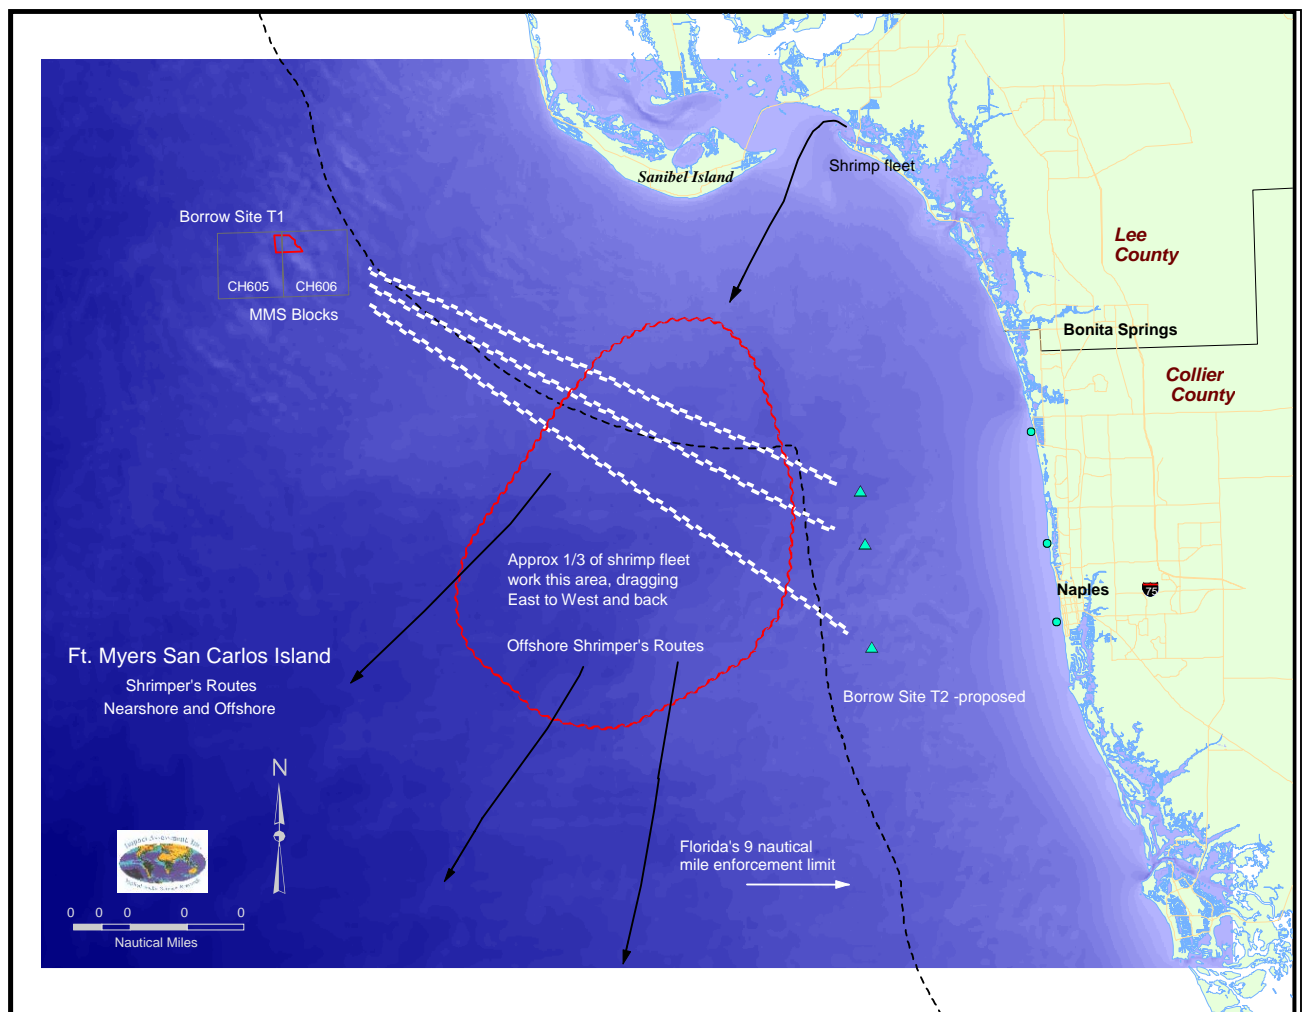 Shrimp fleet
Sanibel Island
Borrow Site T1
CH605
CH606
MMS Blocks
Lee
County
Bonita Springs
Collier
County
Approx 1/3 of shrimp fleet
work this area, dragging
East to West and back
Naples
75
Offshore Shrimper's Routes
Ft. Myers San Carlos Island
Shrimper's Routes
Nearshore and Offshore
Borrow Site T2 -proposed
N
Florida's 9 nautical
mile enforcement limit
0 0 0 0 0
Nautical Miles